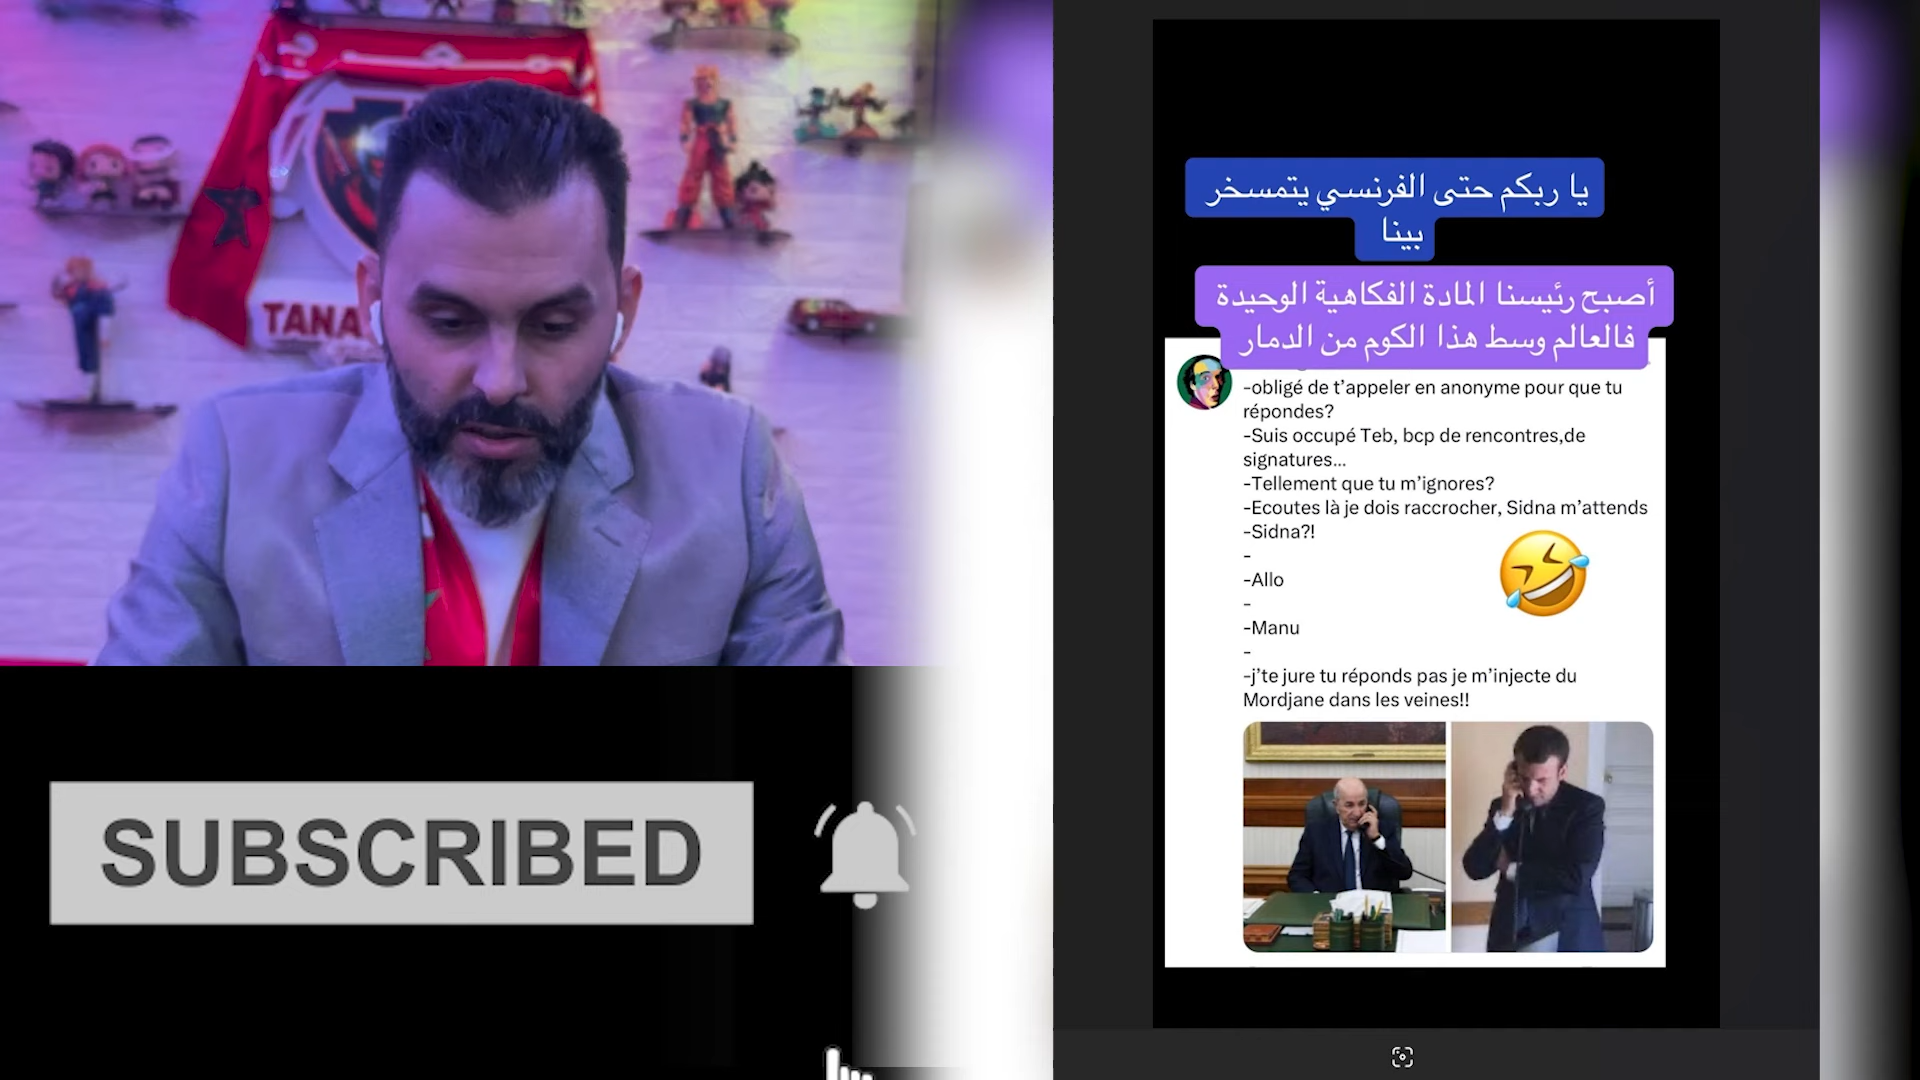 TANA
SUBSCRIBED
يا ربكم حتى الفرنسي يتمسخر
بينا
أصبح رئيسنا المادة الفكاهية الوحيدة
فالعالم وسط هذا الكوم من الدمار
-obligé de t’appeler en anonyme pour que tu
répondes?
-Suis occupé Teb, bcp de rencontres,de
signatures...
-Tellement que tu m’ignores?
-Ecoutes là je dois raccrocher, Sidna m’attends
-Sidna?!
-
-Allo
-
-Manu
-
-j’te jure tu réponds pas je m’injecte du
Mordjane dans les veines!!